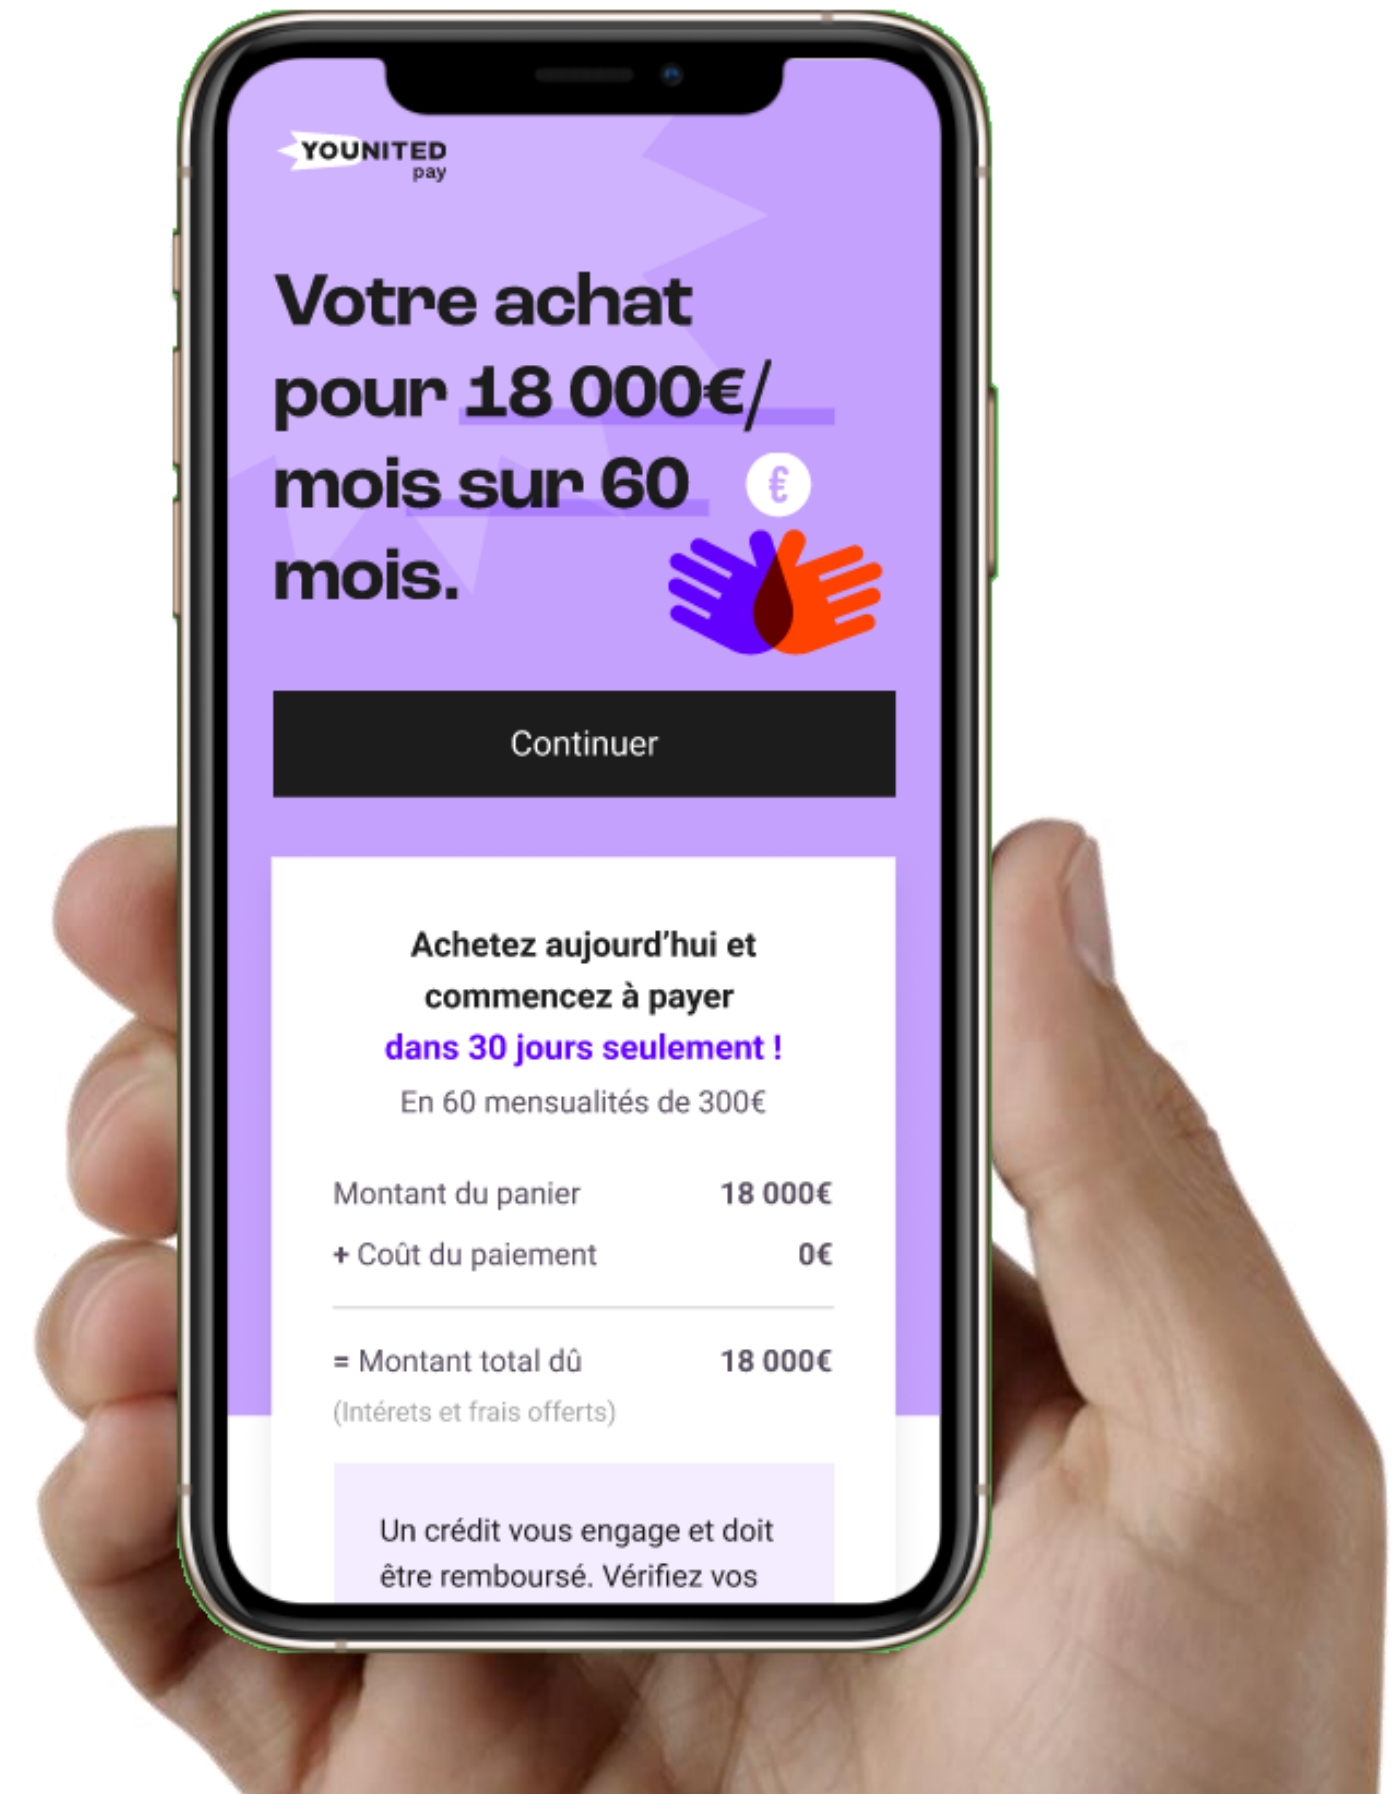 YOUNITED
pay
Votre achat
pour 18 000€/
mois sur 60
€
mois.
Continuer
Achetez aujourd’hui et
commencez à payer
dans 30 jours seulement !
En 60 mensualités de 300€
Montant du panier 18 000€
+ Coût du paiement 0€
= Montant total dû 18 000€
(Intérets et frais offerts)
Un crédit vous engage et doit
être remboursé. Vérifiez vos